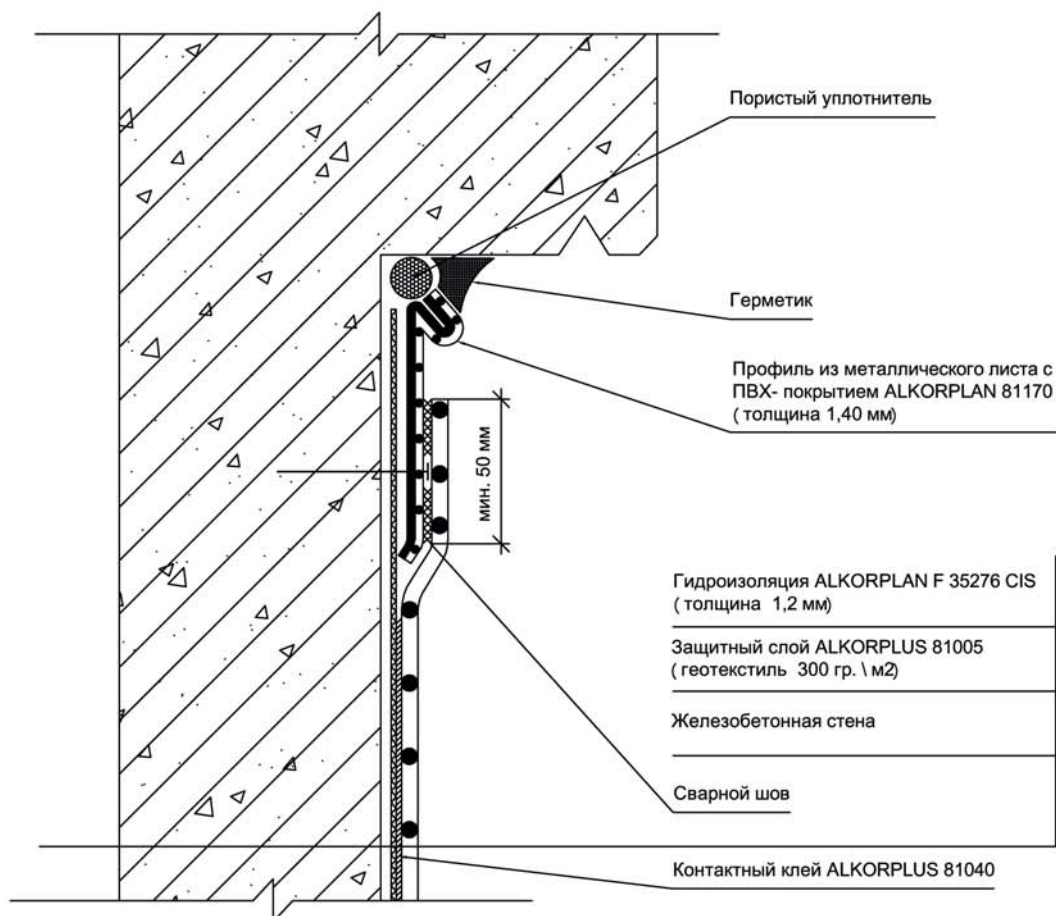 Пористый уплотнитель
Герметик
Профиль из металлического листа с
ПВХ- покрытием ALKORPLAN 81170
( толщина 1,40 мм)
мин. 50 мм
Гидроизоляция ALKORPLAN F 35276 CIS
( толщина 1,2 мм)
Защитный слой ALKORPLUS 81005
( геотекстиль 300 гр. \ м2)
Железобетонная стена
Сварной шов
Контактный клей ALKORPLUS 81040